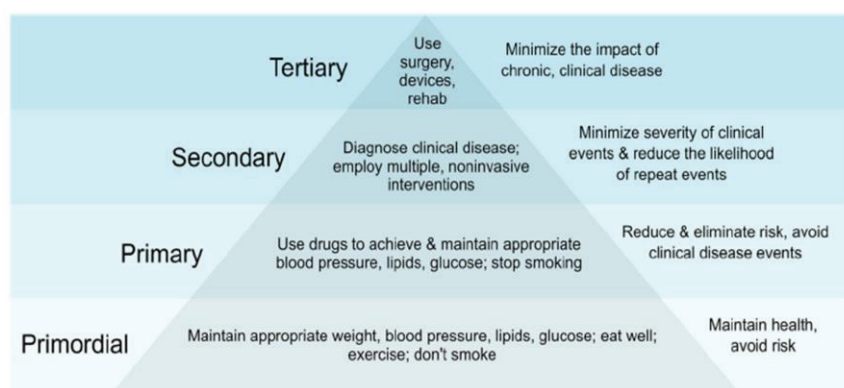 Tertiary
Use
surgery,
devices,
rehab
Minimize the impact of
chronic, clinical disease
Secondary
Diagnose clinical disease;
employ multiple, noninvasive
interventions
Minimize severity of clinical
events & reduce the likelihood
of repeat events
Primary
Use drugs to achieve & maintain appropriate
blood pressure, lipids, glucose; stop smoking
Reduce & eliminate risk, avoid
clinical disease events
Primordial
Maintain appropriate weight, blood pressure, lipids, glucose; eat well;
exercise; don't smoke
Maintain health,
avoid risk